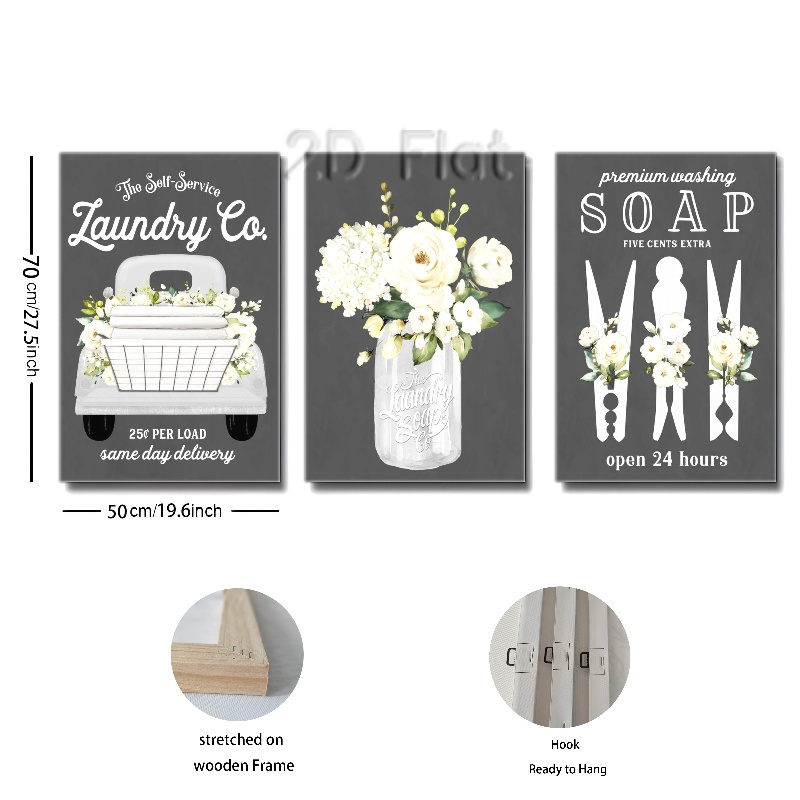 2D Flat
The Self-Service
Laundry Co.
25¢ PER LOAD
same day delivery
The
Laundry
Soap
Co
premium washing
SOAP
FIVE CENTS EXTRA
open 24 hours
70cm/27.5inch
50cm/19.6inch
stretched on
wooden Frame
Hook
Ready to Hang